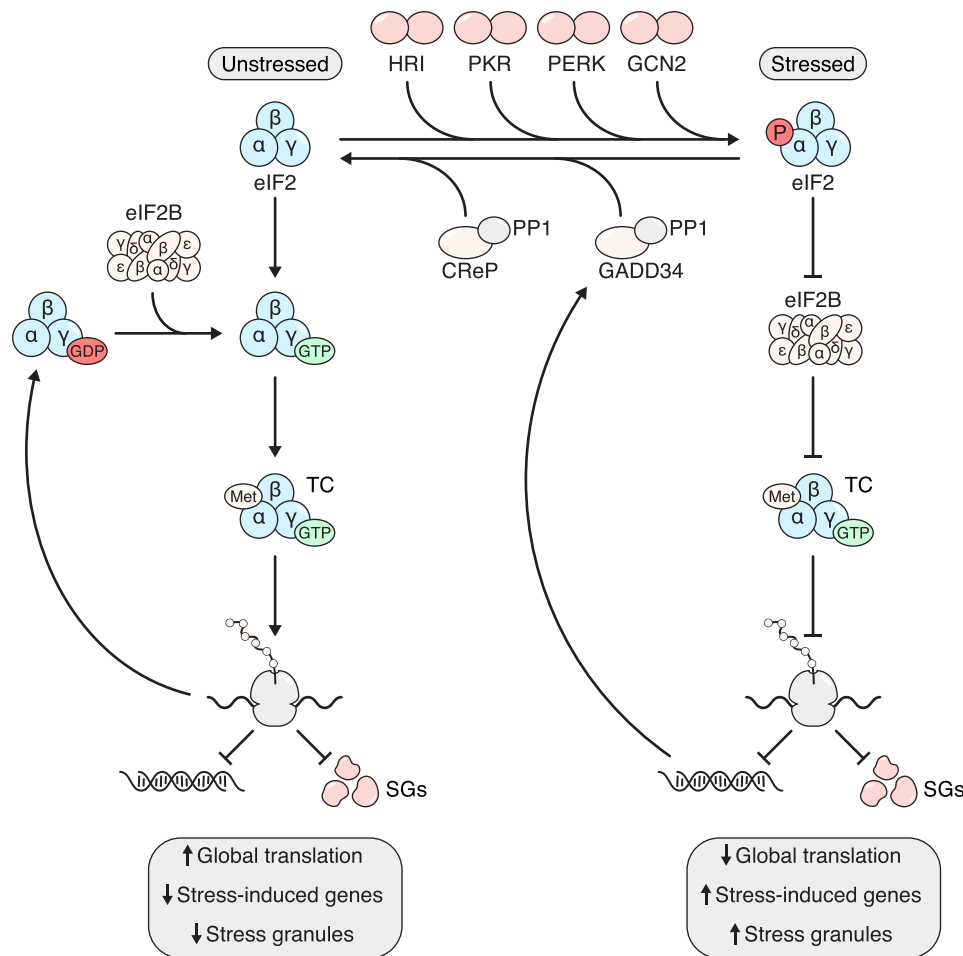 HRI PKR PERK GCN2
Unstressed
Stressed
β
α γ
eIF2
P
β
α γ
eIF2
PP1
CReP
PP1
GADD34
eIF2B
γ δ α β ε
ε β α δ γ
β
α γ
GDP
β
α γ
GTP
eIF2B
γ δ α β ε
ε β α δ γ
Met
β
α γ
GTP
TC
Met
β
α γ
GTP
TC
SGs
SGs
Global translation
Stress-induced genes
Stress granules
Global translation
Stress-induced genes
Stress granules